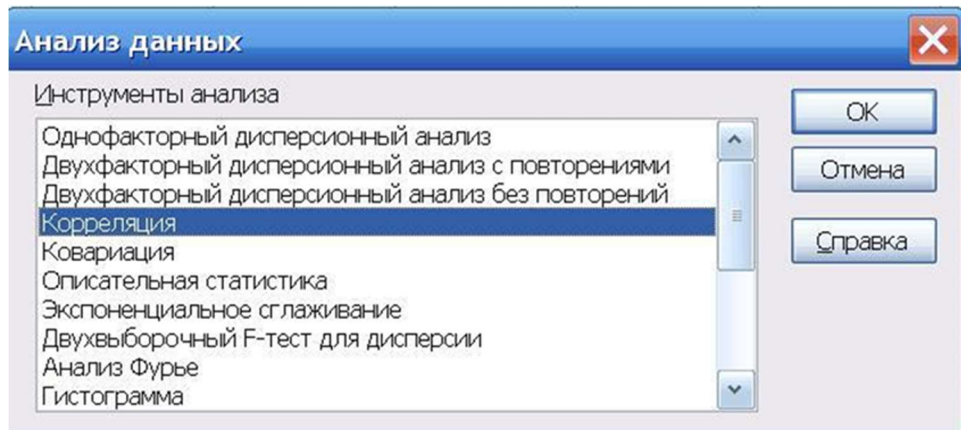 Анализ данных
Инструменты анализа
Однофакторный дисперсионный анализ
Двухфакторный дисперсионный анализ с повторениями
Двухфакторный дисперсионный анализ без повторений
Корреляция
Ковариация
Описательная статистика
Экспоненциальное сглаживание
Двухвыборочный F-тест для дисперсии
Анализ Фурье
Гистограмма
ОК
Отмена
Справка